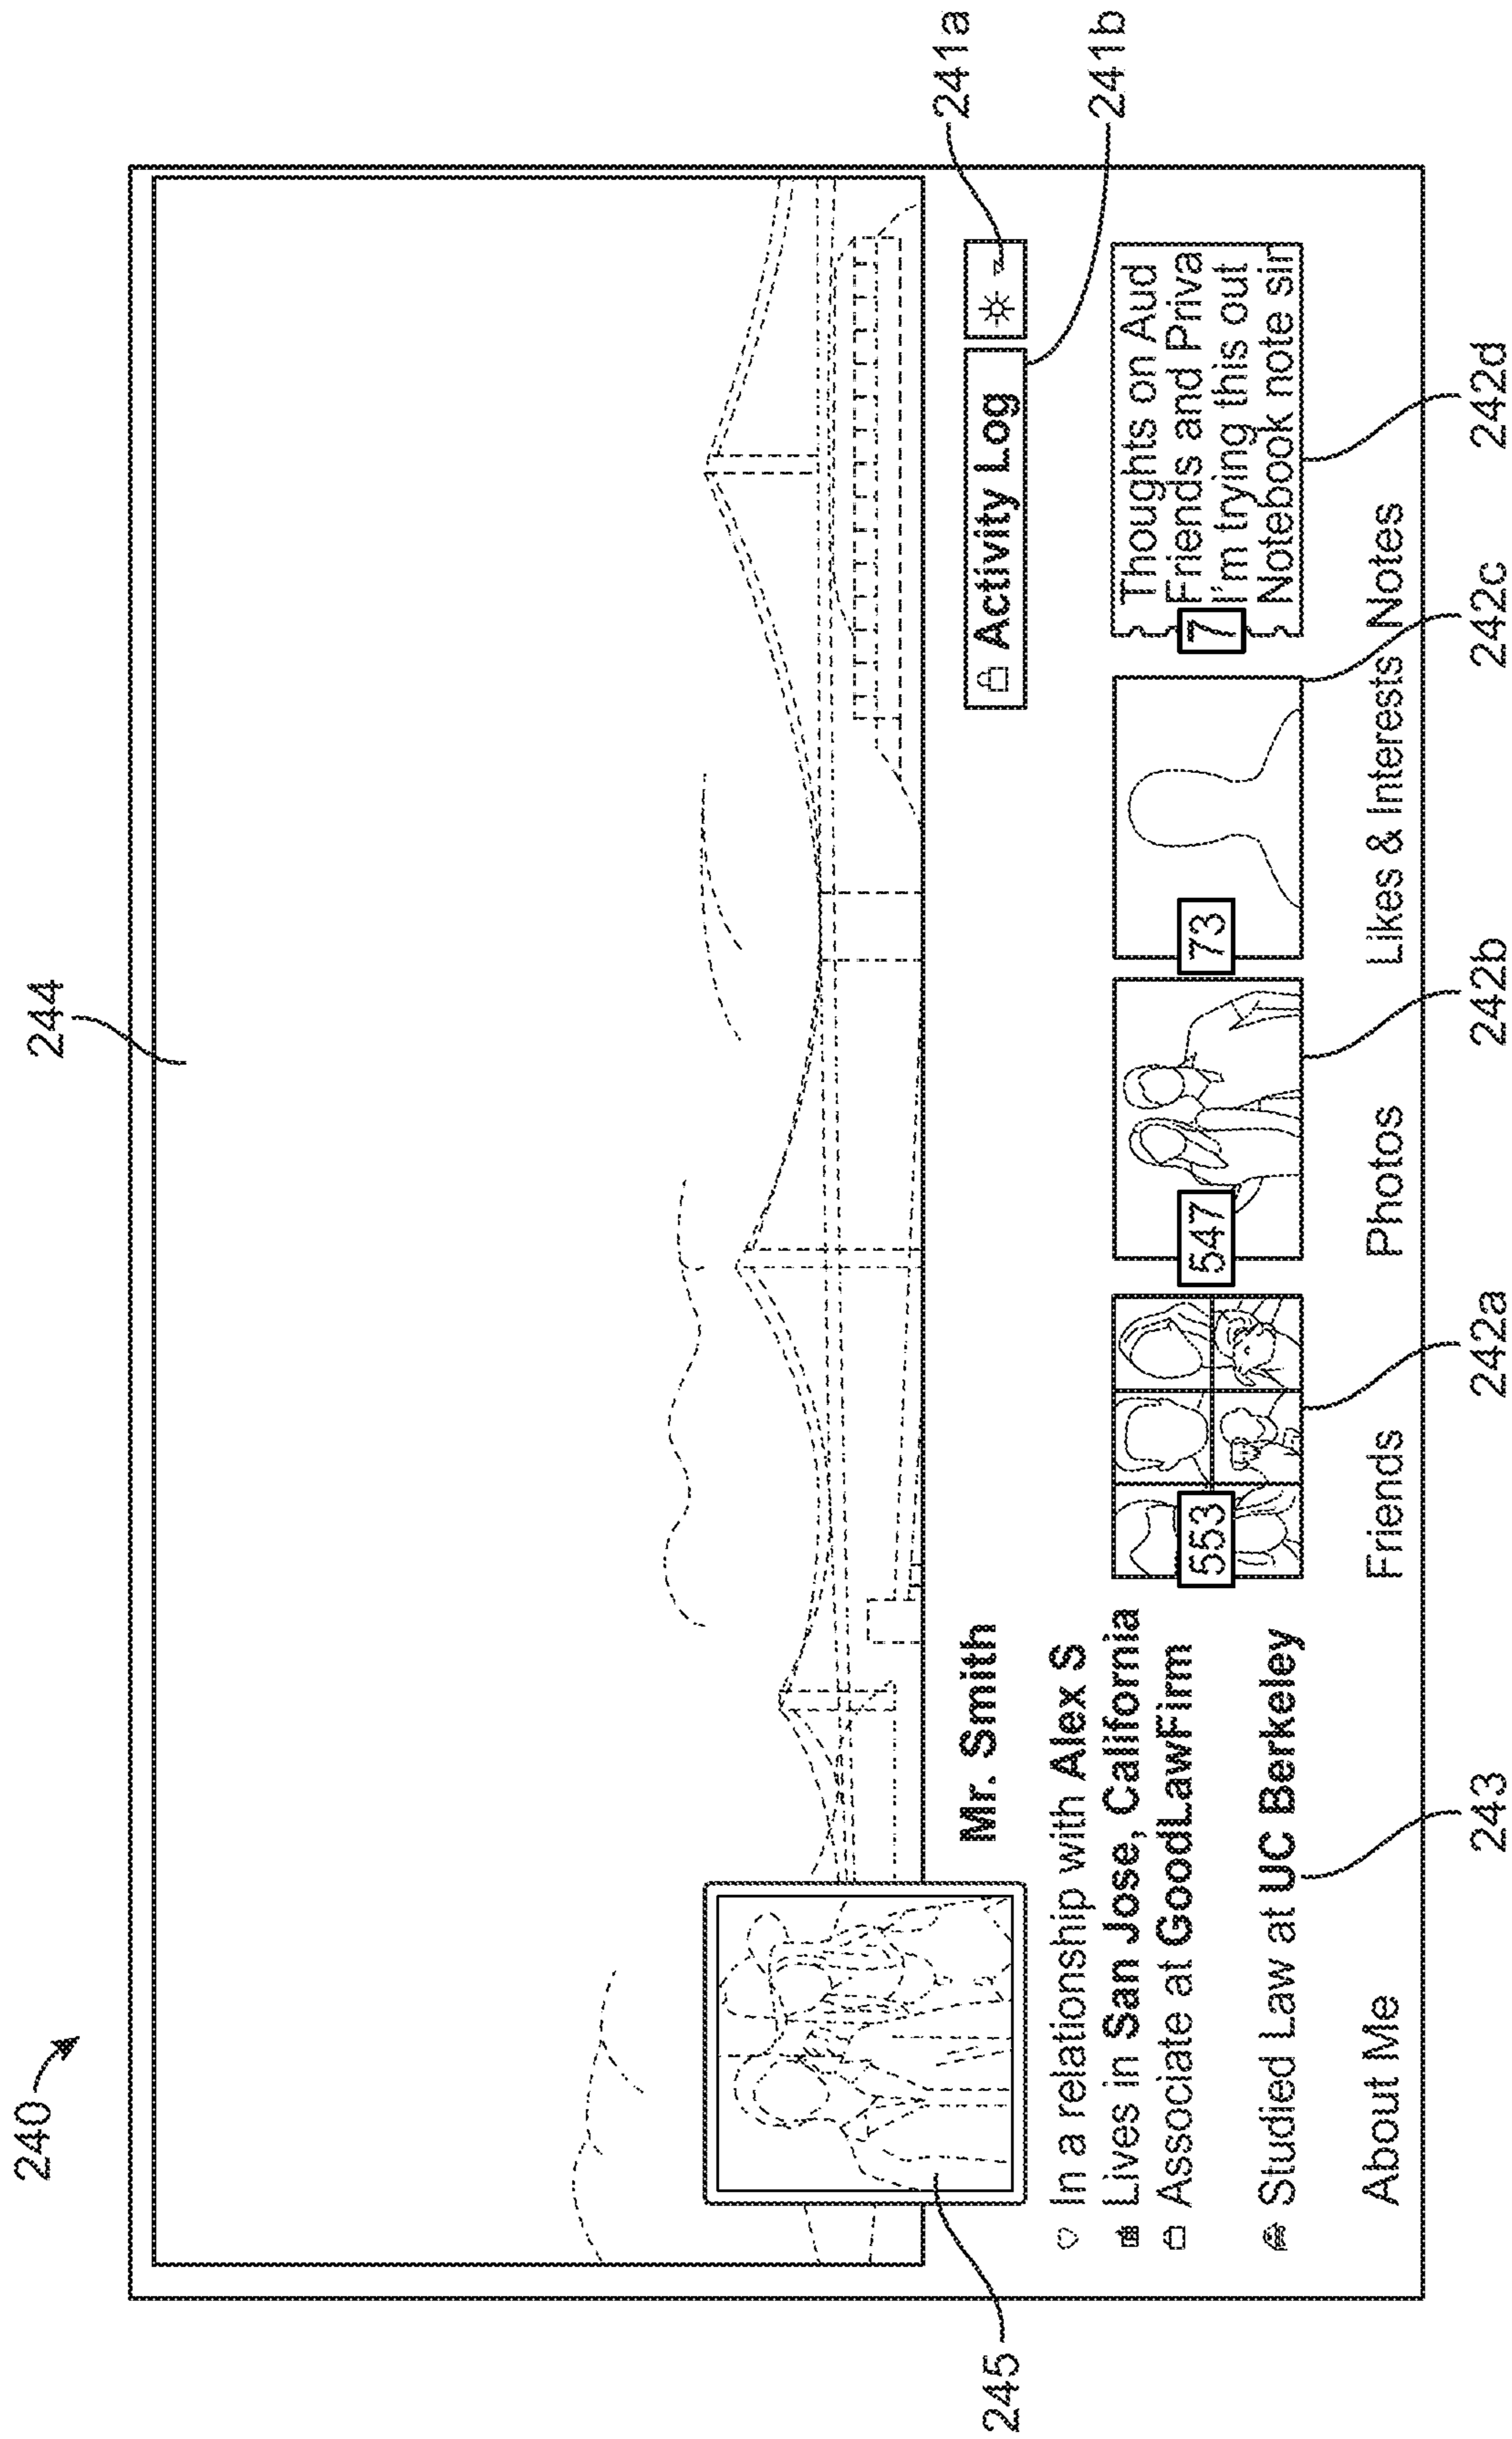 240
244
245
Mr. Smith
Activity Log
241a
241b
In a relationship with Alex S
Lives in San Jose, California
Associate at GoodLawFirm
Studied Law at UC Berkeley
553
547
73
7
Thoughts on Aud
Friends and Priva
I'm trying this out
Notebook note sin
About Me
Friends
Photos
Likes & Interests
Notes
243
242a
242b
242c
242d